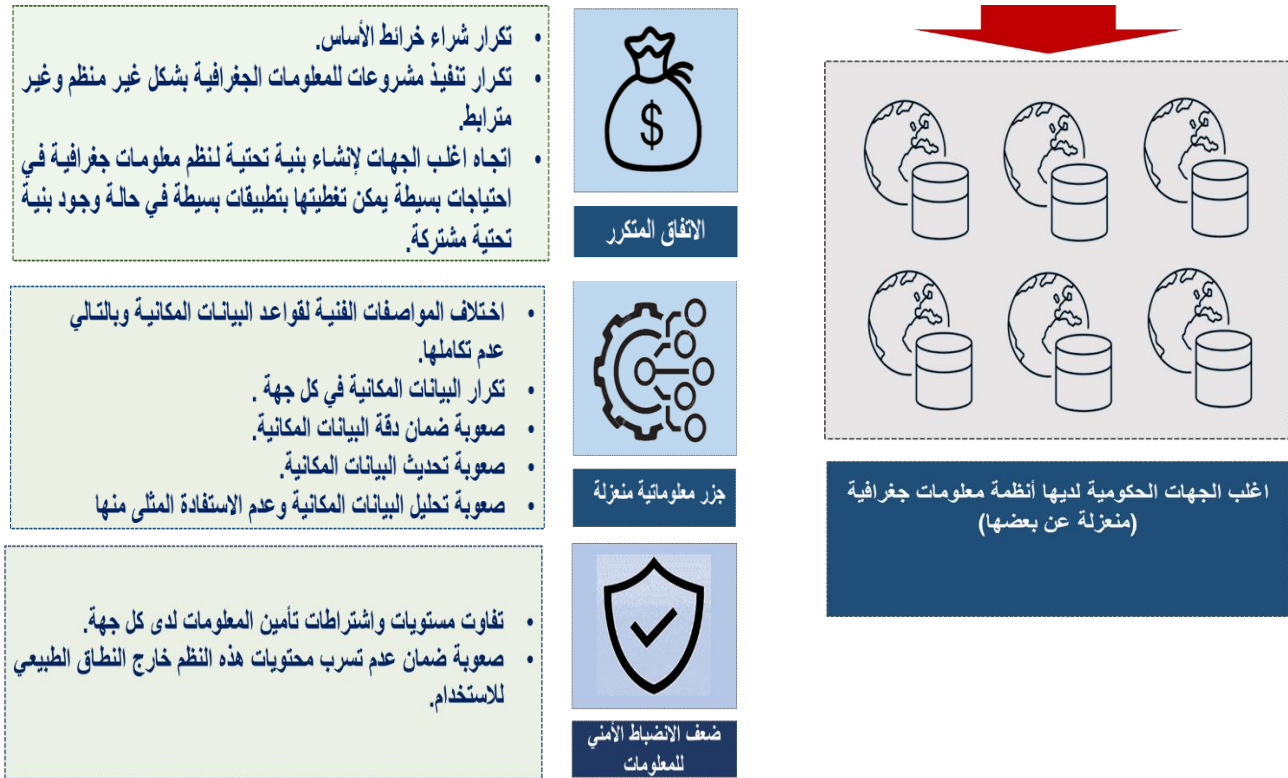 اغلب الجهات الحكومية لديها أنظمة معلومات جغرافية
(منعزلة عن بعضها)
$
الاتفاق المتكرر
• تكرار شراء خرائط الأساس.
• تكرار تنفيذ مشروعات للمعلومات الجغرافية بشكل غير منظم وغير
مترابط.
• اتجاه اغلب الجهات لإنشاء بنية تحتية لنظم معلومات جغرافية في
احتياجات بسيطة يمكن تغطيتها بتطبيقات بسيطة في حالة وجود بنية
تحتية مشتركة.
جزر معلوماتية منعزلة
• اختلاف المواصفات الفنية لقواعد البيانات المكانية وبالتالي
عدم تكاملها.
• تكرار البيانات المكانية في كل جهة .
• صعوبة ضمان دقة البيانات المكانية.
• صعوبة تحديث البيانات المكانية.
• صعوبة تحليل البيانات المكانية وعدم الاستفادة المثلى منها
ضعف الانضباط الأمني
للمعلومات
• تفاوت مستويات واشتراطات تأمين المعلومات لدى كل جهة.
• صعوبة ضمان عدم تسرب محتويات هذه النظم خارج النطاق الطبيعي
للاستخدام.